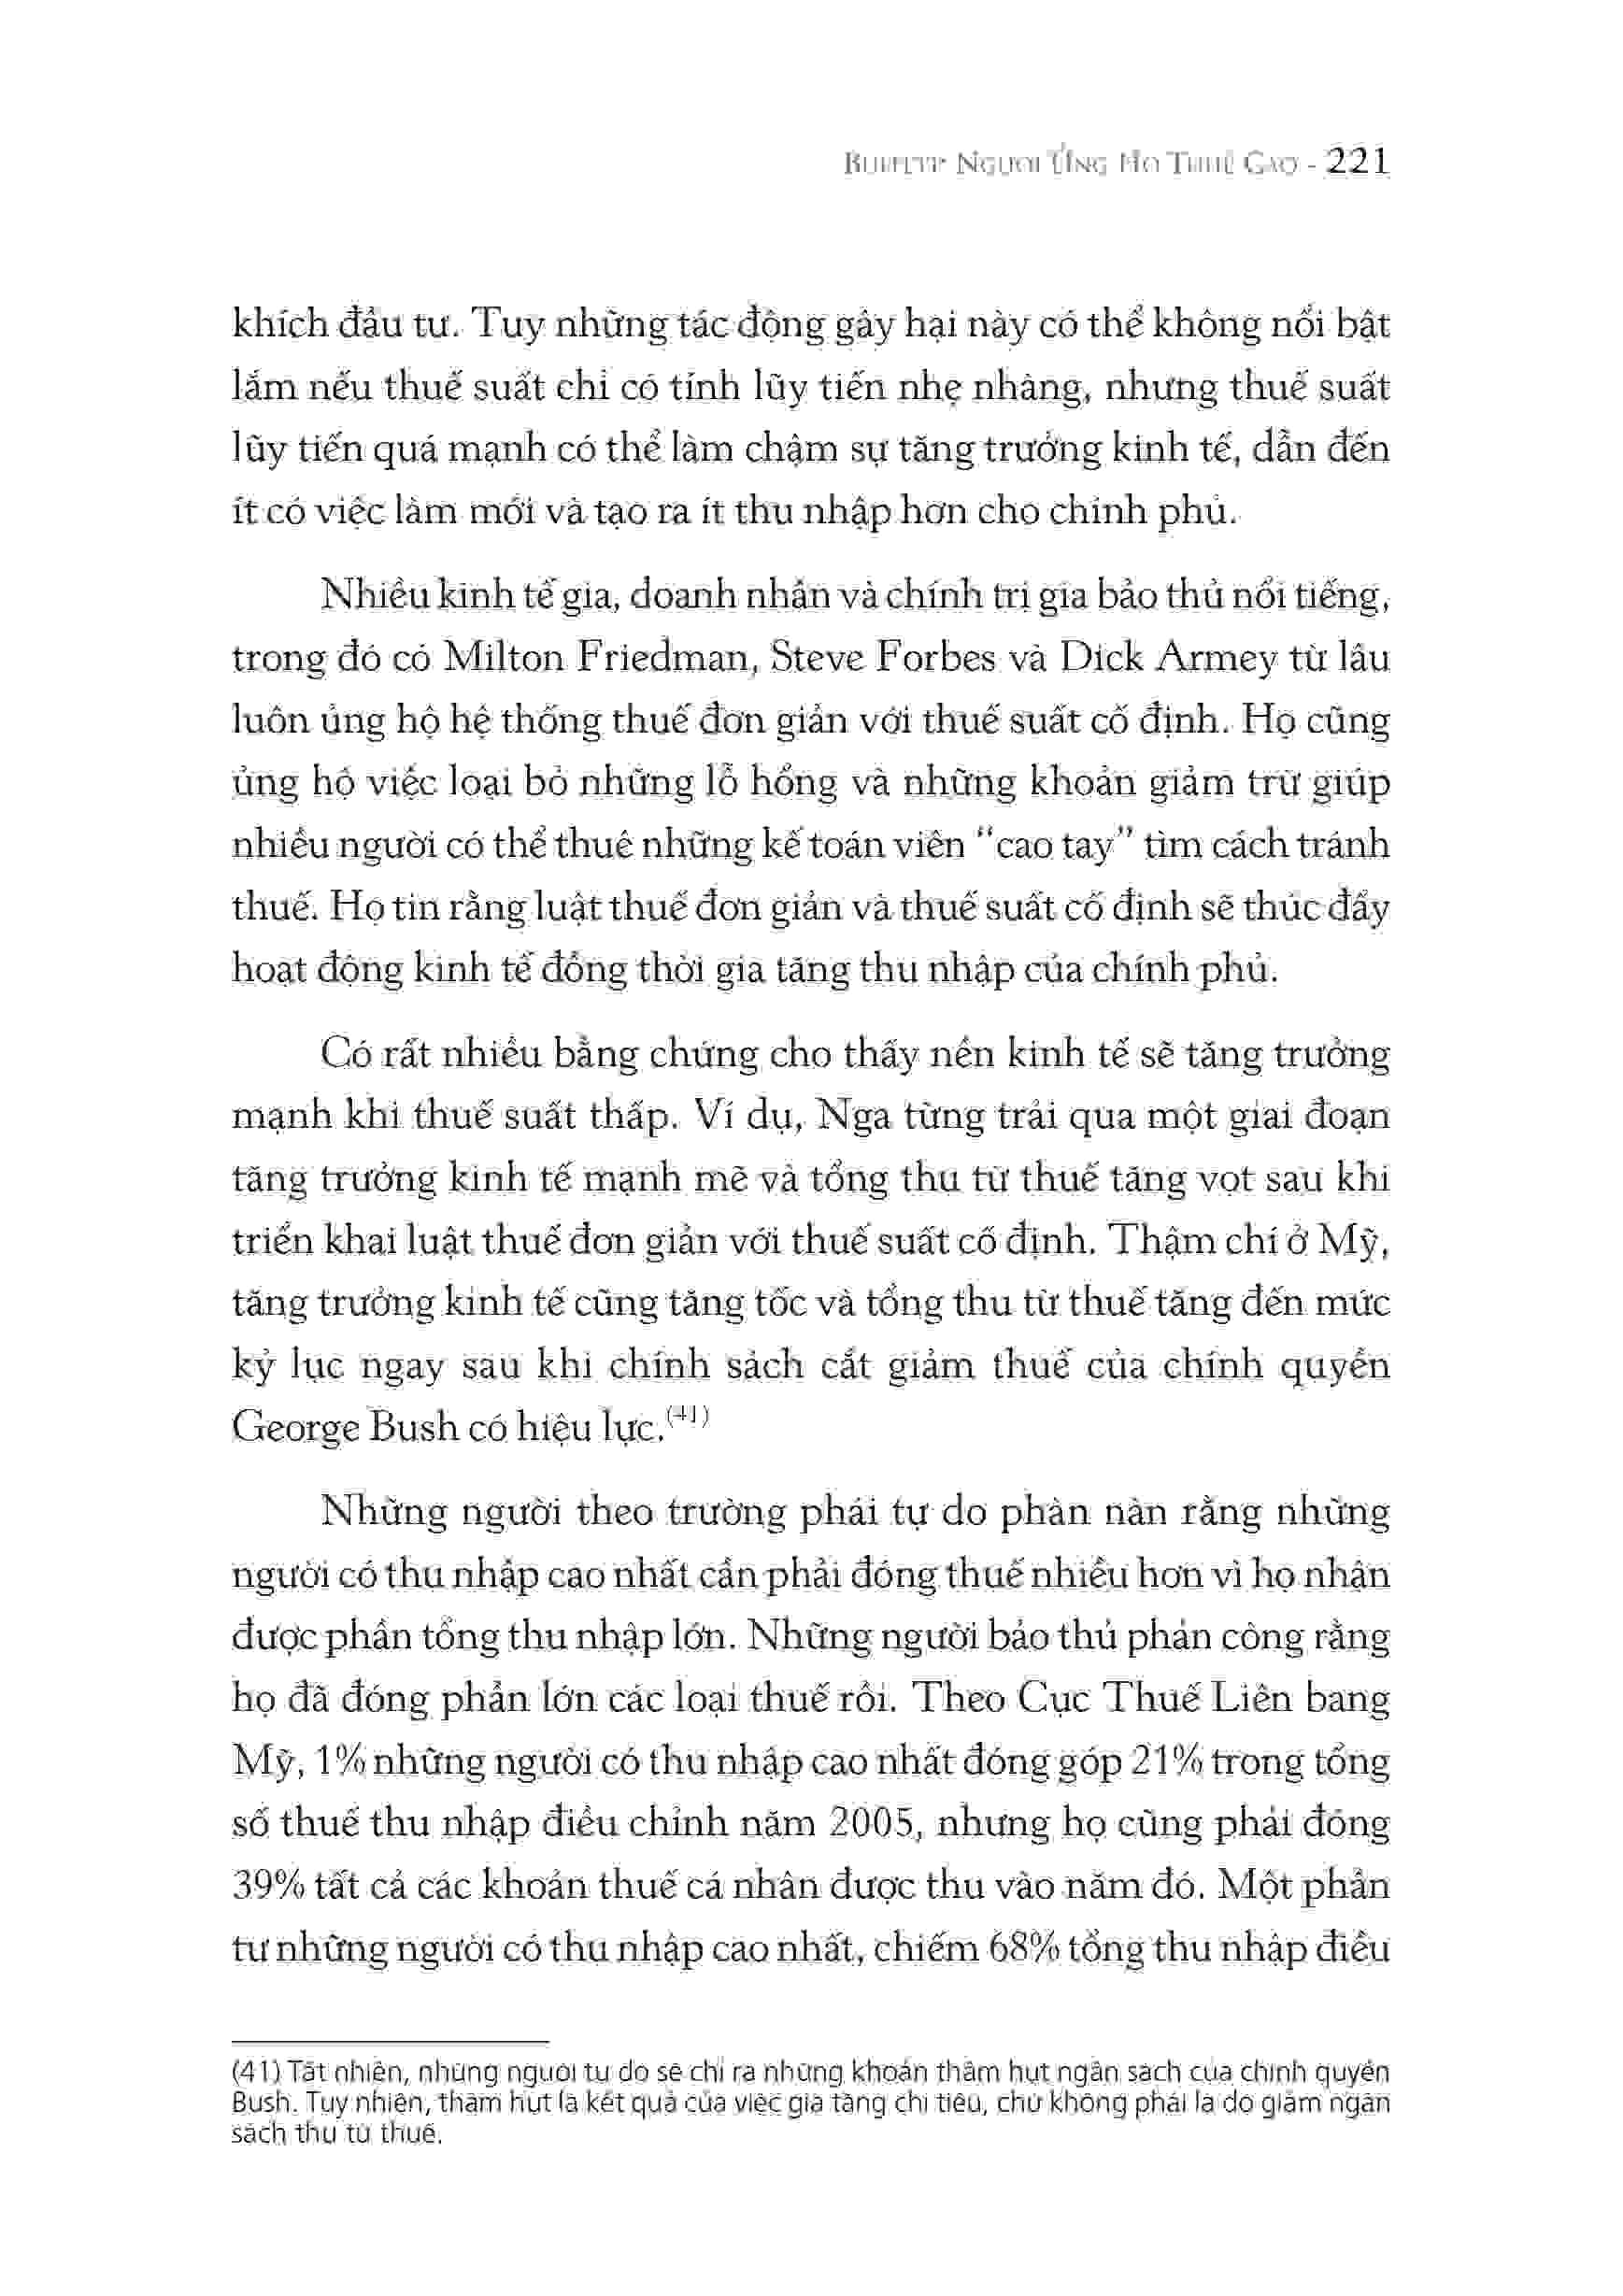 BUFFETT: NGƯỜI ỦNG HỘ THUẾ CAO - 221
khích đầu tư. Tuy những tác động gây hại này có thể không nổi bật
lắm nếu thuế suất chỉ có tính lũy tiến nhẹ nhàng, nhưng thuế suất
lũy tiến quá mạnh có thể làm chậm sự tăng trưởng kinh tế, dẫn đến
ít có việc làm mới và tạo ra ít thu nhập hơn cho chính phủ.
Nhiều kinh tế gia, doanh nhân và chính trị gia bảo thủ nổi tiếng,
trong đó có Milton Friedman, Steve Forbes và Dick Armey từ lâu
luôn ủng hộ hệ thống thuế đơn giản với thuế suất cố định. Họ cũng
ủng hộ việc loại bỏ những lỗ hổng và những khoản giảm trừ giúp
nhiều người có thể thuê những kế toán viên “cao tay” tìm cách tránh
thuế. Họ tin rằng luật thuế đơn giản và thuế suất cố định sẽ thúc đẩy
hoạt động kinh tế đồng thời gia tăng thu nhập của chính phủ.
Có rất nhiều bằng chứng cho thấy nền kinh tế sẽ tăng trưởng
mạnh khi thuế suất thấp. Ví dụ, Nga từng trải qua một giai đoạn
tăng trưởng kinh tế mạnh mẽ và tổng thu từ thuế tăng vọt sau khi
triển khai luật thuế đơn giản với thuế suất cố định. Thậm chí ở Mỹ,
tăng trưởng kinh tế cũng tăng tốc và tổng thu từ thuế tăng đến mức
kỷ lục ngay sau khi chính sách cắt giảm thuế của chính quyền
George Bush có hiệu lực.(41)
Những người theo trường phái tự do phàn nàn rằng những
người có thu nhập cao nhất cần phải đóng thuế nhiều hơn vì họ nhận
được phần tổng thu nhập lớn. Những người bảo thủ phản công rằng
họ đã đóng phần lớn các loại thuế rồi. Theo Cục Thuế Liên bang
Mỹ, 1% những người có thu nhập cao nhất đóng góp 21% trong tổng
số thuế thu nhập điều chỉnh năm 2005, nhưng họ cũng phải đóng
39% tất cả các khoản thuế cá nhân được thu vào năm đó. Một phần
tư những người có thu nhập cao nhất, chiếm 68% tổng thu nhập điều
(41) Tất nhiên, những người tự do sẽ chỉ ra những khoản thâm hụt ngân sách của chính quyền
Bush. Tuy nhiên, thâm hụt là kết quả của việc gia tăng chi tiêu, chứ không phải là do giảm ngân
sách thu từ thuế.